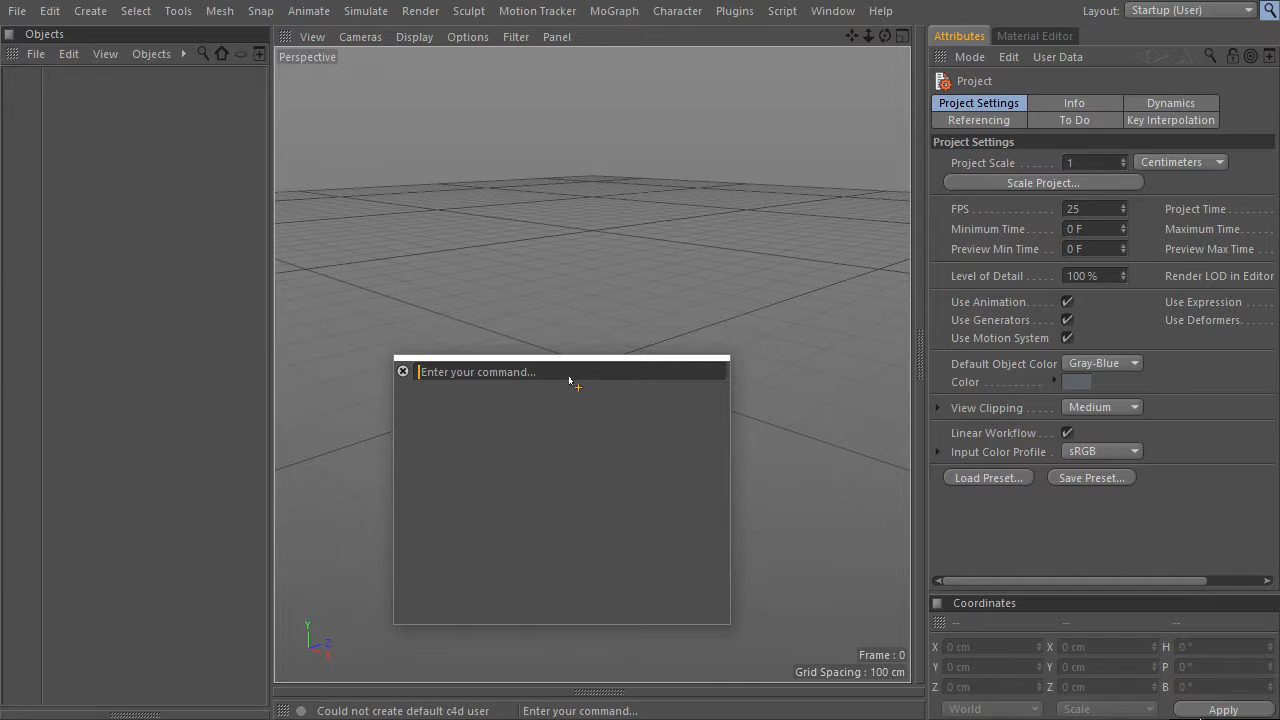 File Edit Create Select Tools Mesh Snap Animate Simulate Render Sculpt Motion Tracker MoGraph Character Plugins Script Window Help Layout: Startup (User)
Objects
File Edit View Objects
View Cameras Display Options Filter Panel
Perspective
Enter your command...
Y
Z
X
Frame : 0
Grid Spacing : 100 cm
Attributes Material Editor
Mode Edit User Data
Project
Project Settings Info Dynamics
Referencing To Do Key Interpolation
Project Settings
Project Scale . . . . . . 1 Centimeters
Scale Project...
FPS . . . . . . . . . . . . . 25 Project Time . . . . . . .
Minimum Time. . . . 0 F Maximum Time. . . .
Preview Min Time . . 0 F Preview Max Time . .
Level of Detail . . . . . 100 % Render LOD in Editor
Use Animation. . . . . Use Expression
Use Generators. . . . . Use Deformers. . . .
Use Motion System
Default Object Color Gray-Blue
Color . . . . . . . . . . .
View Clipping . . . . . Medium
Linear Workflow . . .
Input Color Profile . sRGB
Load Preset... Save Preset...
Coordinates
-- -- --
X 0 cm X 0 cm H 0 °
Y 0 cm Y 0 cm P 0 °
Z 0 cm Z 0 cm B 0 °
World Scale Apply
Could not create default c4d user Enter your command...